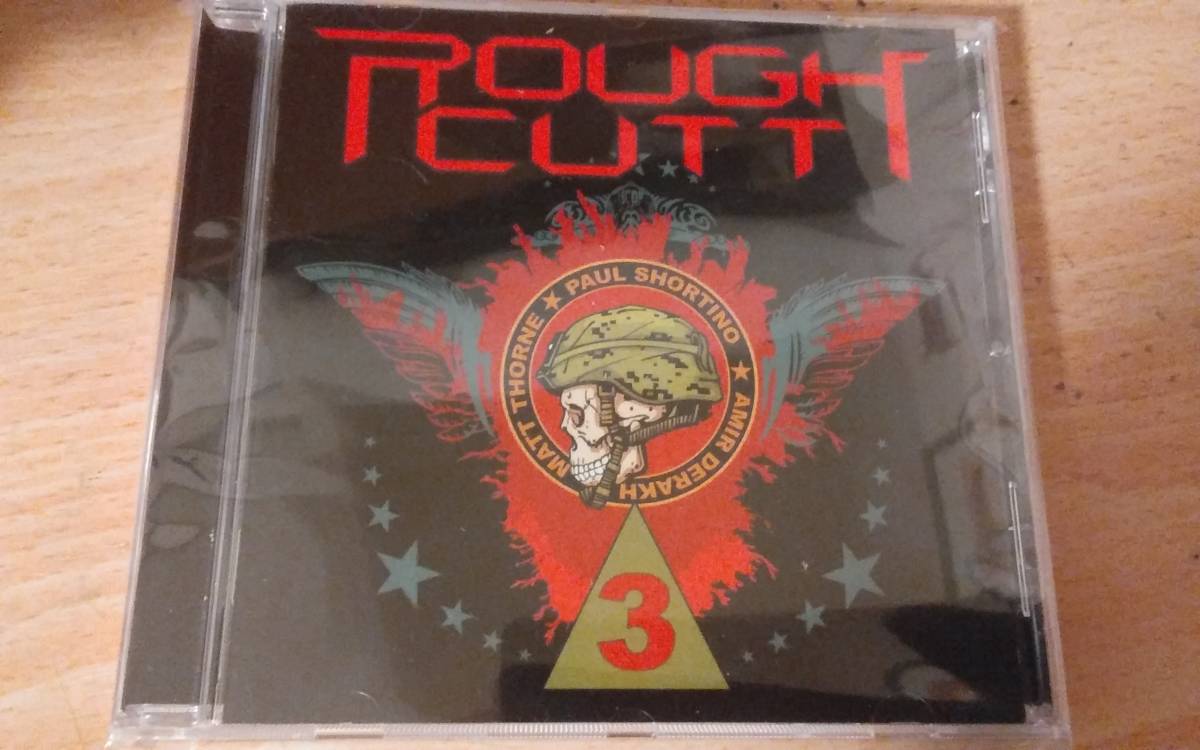 ROUGH
CUTT
MATT THORNE ★ PAUL SHORTINO ★ AMIR DERAKH
3